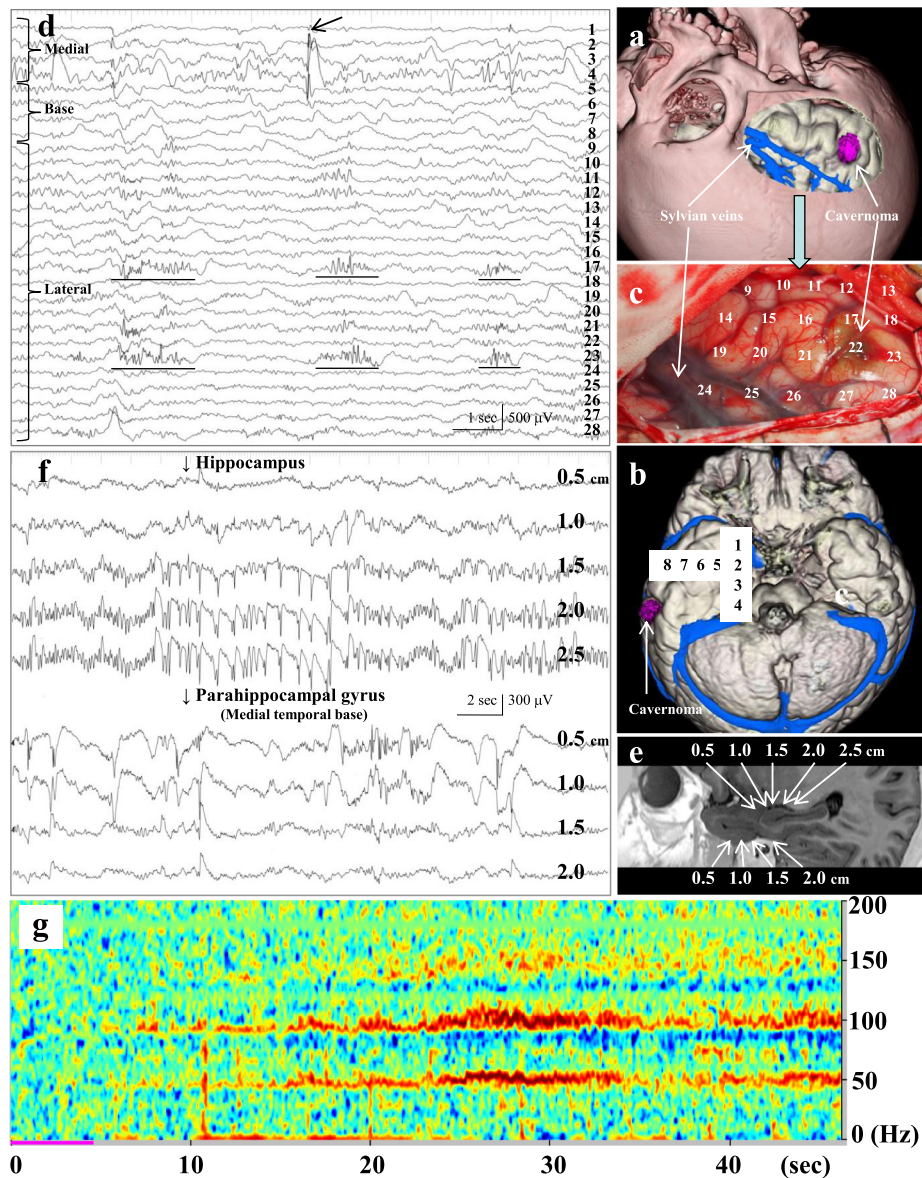 d
Medial
Base
Lateral
1
2
3
4
5
6
7
8
9
10
11
12
13
14
15
16
17
18
19
20
21
22
23
24
25
26
27
28
1 sec 500 µV
a
Sylvian veins
Cavernoma
c
9 10 11 12 13
14 15 16 17 18
19 20 21 22 23
24 25 26 27 28
f
↓ Hippocampus
0.5 cm
1.0
1.5
2.0
2.5
↓ Parahippocampal gyrus
(Medial temporal base)
2 sec 300 µV
0.5 cm
1.0
1.5
2.0
b
1
8 7 6 5 2
3
4
Cavernoma
e
0.5 1.0 1.5 2.0 2.5 cm
0.5 1.0 1.5 2.0 cm
g
200
150
100
50
0 (Hz)
0 10 20 30 40 (sec)